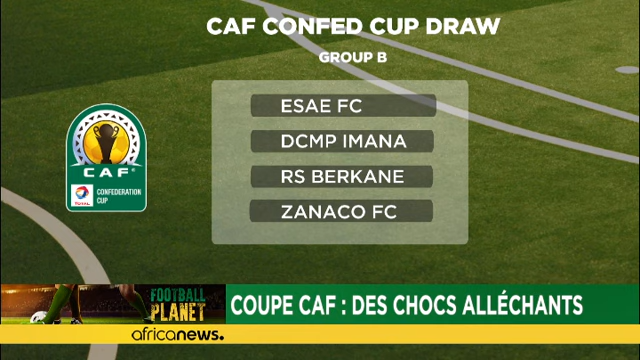 CAF CONFED CUP DRAW
GROUP B
ESAE FC
DCMP IMANA
RS BERKANE
ZANACO FC
CAF
TOTAL
CONFEDERATION
CUP
FOOTBALL
PLANET
COUPE CAF : DES CHOCS ALLÉCHANTS
africanews.